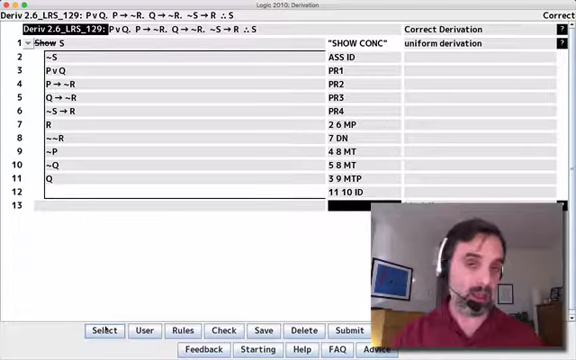 Logic 2010: Derivation
Deriv 2.6_LRS_129: P∨Q. P→~R. Q→~R. ~S→R ∴ S Correct
Deriv 2.6_LRS_129: P∨Q. P→~R. Q→~R. ~S→R ∴ S Correct Derivation ?
1 Show S "SHOW CONC" uniform derivation ?
2 ~S ASS ID
3 P∨Q PR1
4 P→~R PR2
5 Q→~R PR3
6 ~S→R PR4
7 R 2 6 MP
8 ~~R 7 DN
9 ~P 4 8 MT
10 ~Q 5 8 MT
11 Q 3 9 MTP
12 11 10 ID
13
Select User Rules Check Save Delete Submit
Feedback Starting Help FAQ Advice